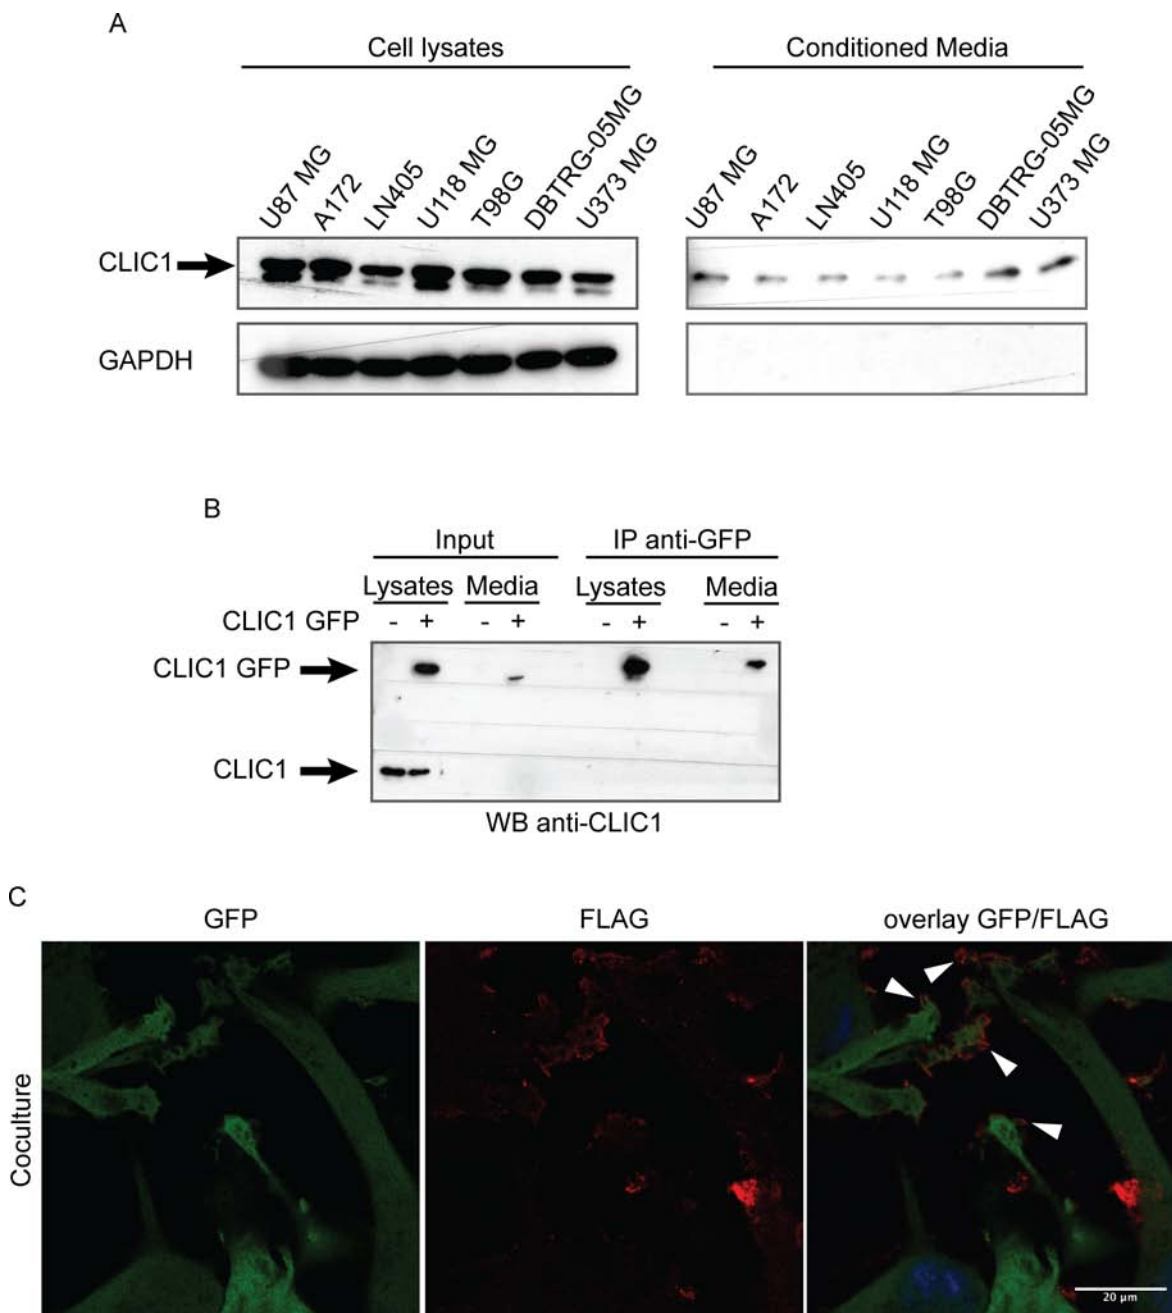 A
Cell lysates
Conditioned Media
U87 MG
A172
LN405
U118 MG
T98G
DBTRG-05MG
U373 MG
U87 MG
A172
LN405
U118 MG
T98G
DBTRG-05MG
U373 MG
CLIC1
GAPDH
B
Input
IP anti-GFP
Lysates
Media
Lysates
Media
CLIC1 GFP
- + - + - + - +
CLIC1 GFP
CLIC1
WB anti-CLIC1
C
GFP
FLAG
overlay GFP/FLAG
Coculture
20 µm